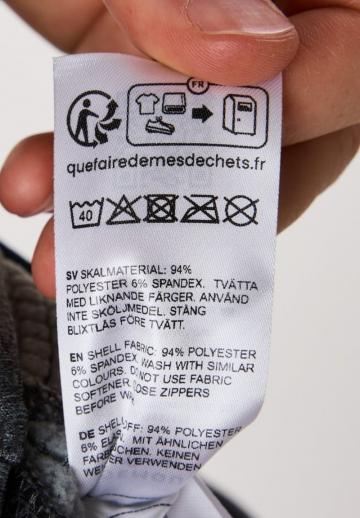 FR
quefairedemesdechets.fr
40
SV SKALMATERIAL: 94%
POLYESTER 6% SPANDEX. TVÄTTA
MED LIKNANDE FÄRGER. ANVÄND
INTE SKÖLJMEDEL. STÄNG
BLIXTLÅS FÖRE TVÄTT.
EN SHELL FABRIC: 94% POLYESTER
6% SPANDEX. WASH WITH SIMILAR
COLOURS. DO NOT USE FABRIC
SOFTENER. ZIPPERS
BEFORE
DE 94% POLYESTER
6% MIT ÄHNLICHEN
KEINEN
VERWENDEN